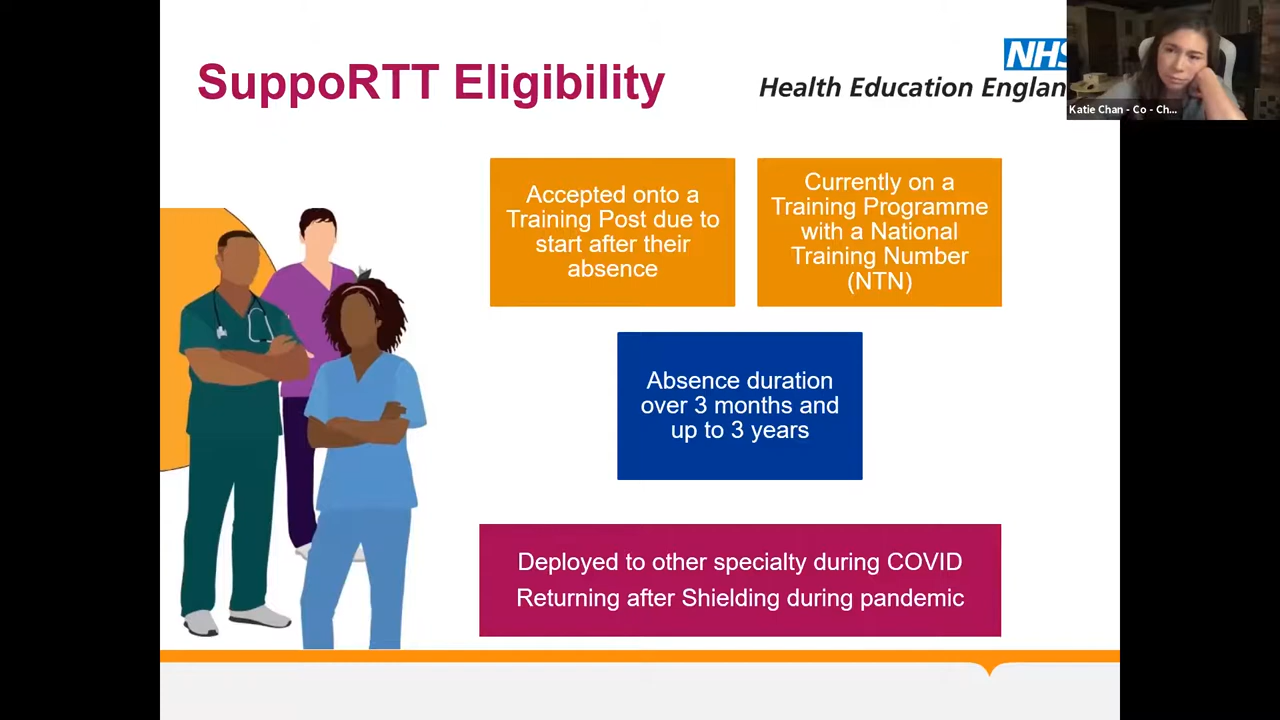 SuppoRTT Eligibility
NHS
Health Education Englan
Katie Chan - Co - Ch...
Accepted onto a
Training Post due to
start after their
absence
Currently on a
Training Programme
with a National
Training Number
(NTN)
Absence duration
over 3 months and
up to 3 years
Deployed to other specialty during COVID
Returning after Shielding during pandemic